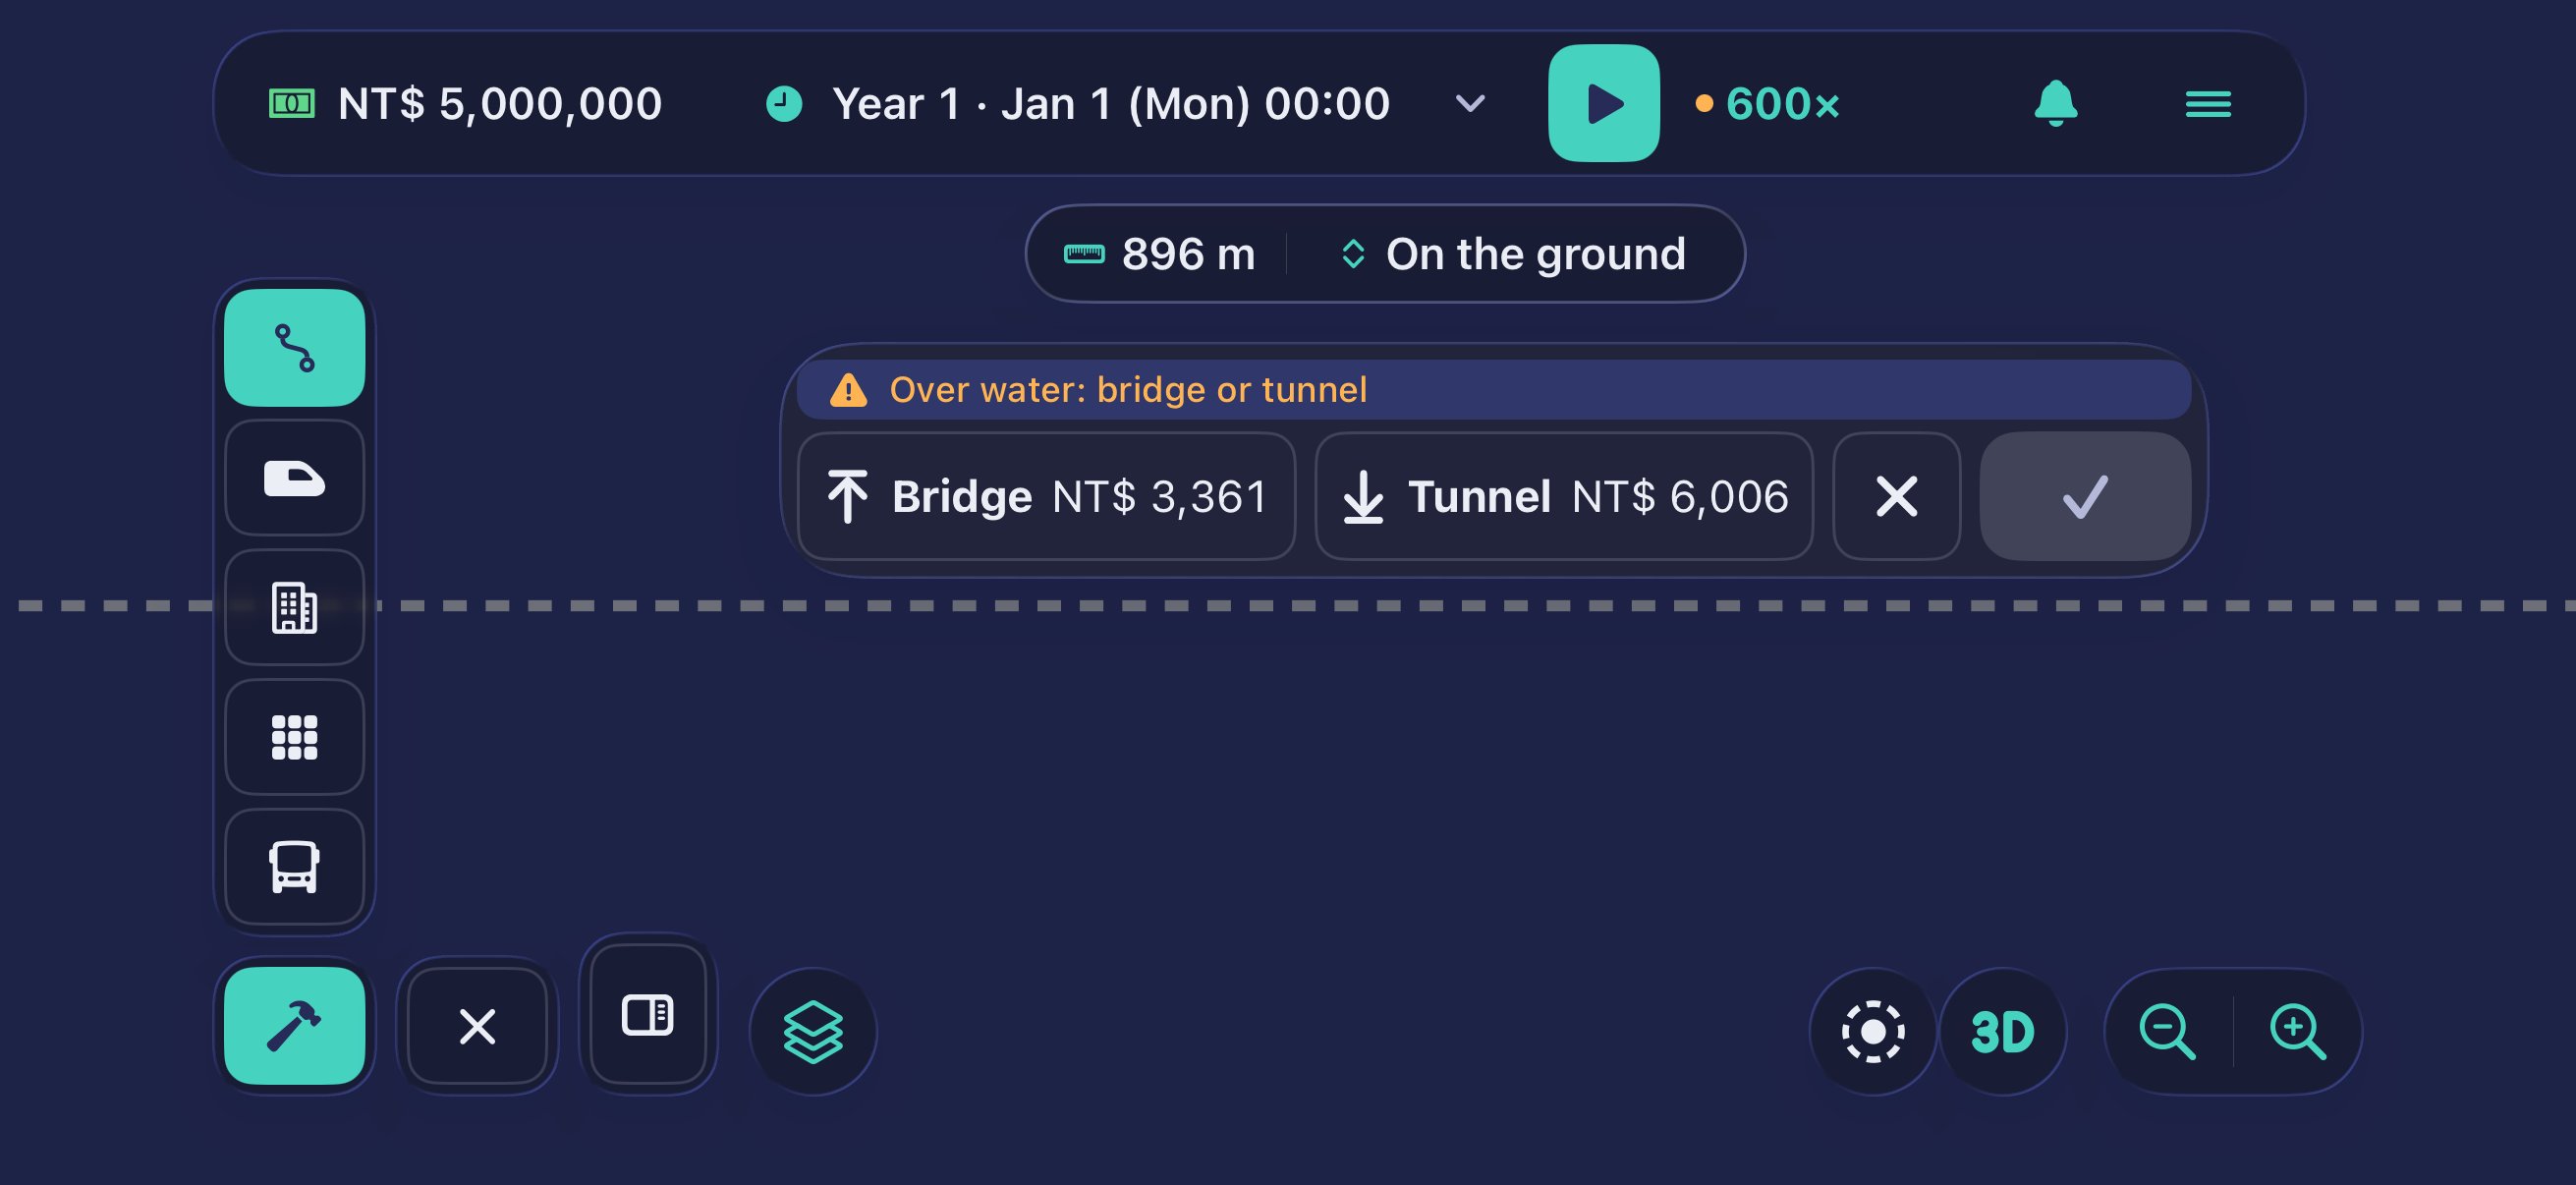 NT$ 5,000,000 Year 1 · Jan 1 (Mon) 00:00 600×
896 m On the ground
Over water: bridge or tunnel
Bridge NT$ 3,361 Tunnel NT$ 6,006
3D